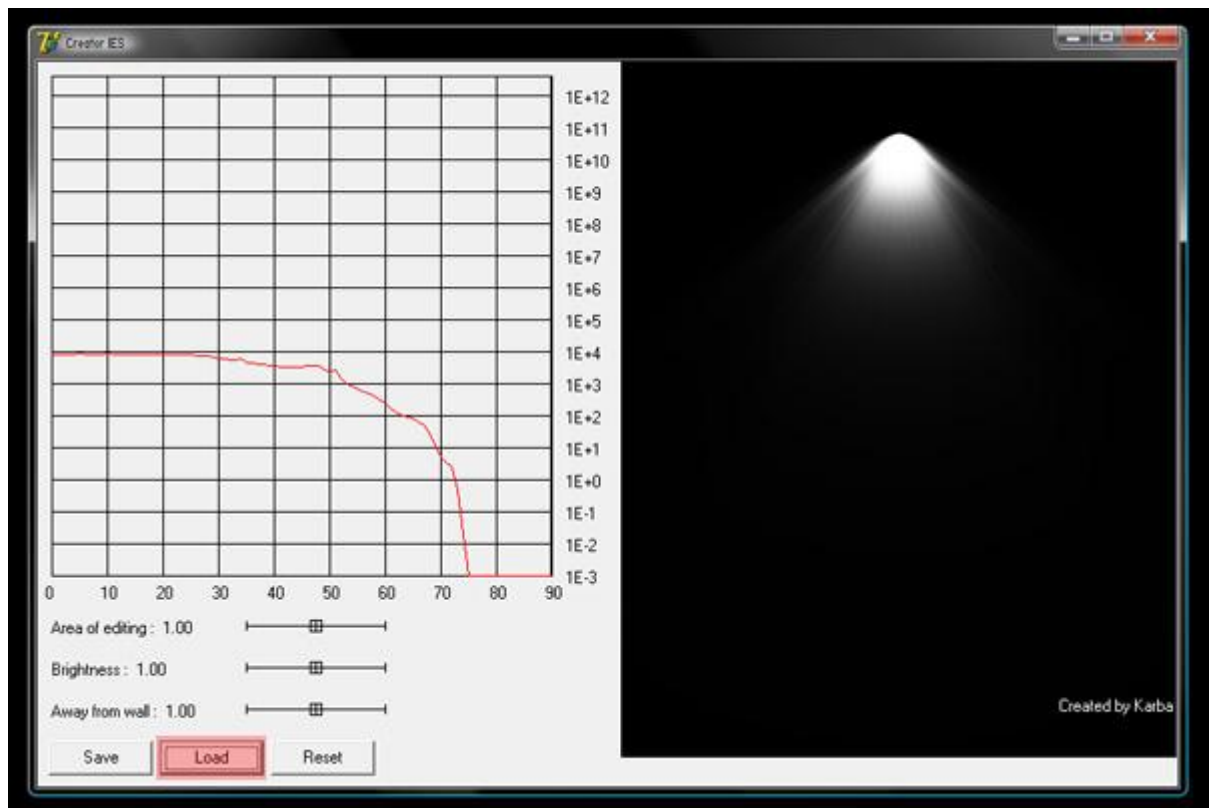 Creator IES
1E+12
1E+11
1E+10
1E+9
1E+8
1E+7
1E+6
1E+5
1E+4
1E+3
1E+2
1E+1
1E+0
1E-1
1E-2
1E-3
0 10 20 30 40 50 60 70 80 90
Area of editing : 1.00
Brightness : 1.00
Away from wall : 1.00
Created by Karba
Save Load Reset